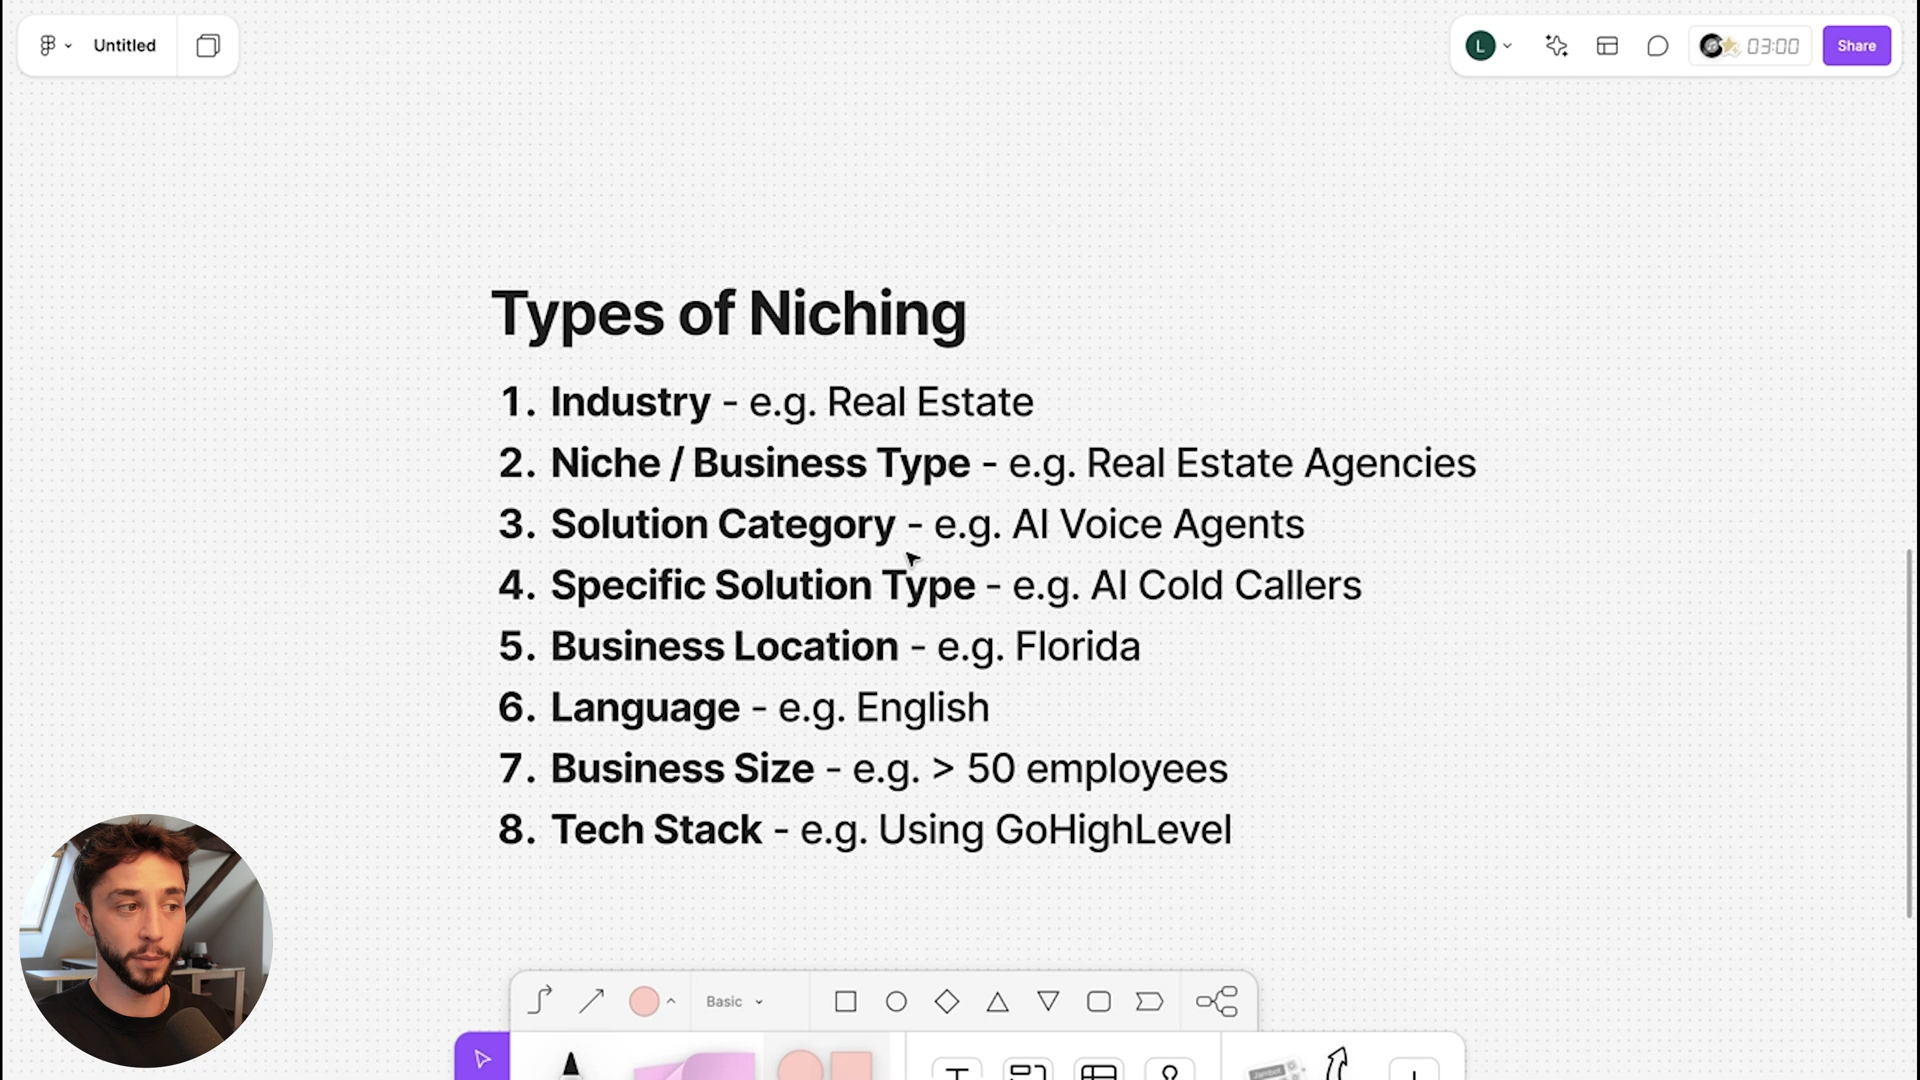 Untitled
L
03:00
Share
Types of Niching
1. Industry - e.g. Real Estate
2. Niche / Business Type - e.g. Real Estate Agencies
3. Solution Category - e.g. AI Voice Agents
4. Specific Solution Type - e.g. AI Cold Callers
5. Business Location - e.g. Florida
6. Language - e.g. English
7. Business Size - e.g. > 50 employees
8. Tech Stack - e.g. Using GoHighLevel
Basic